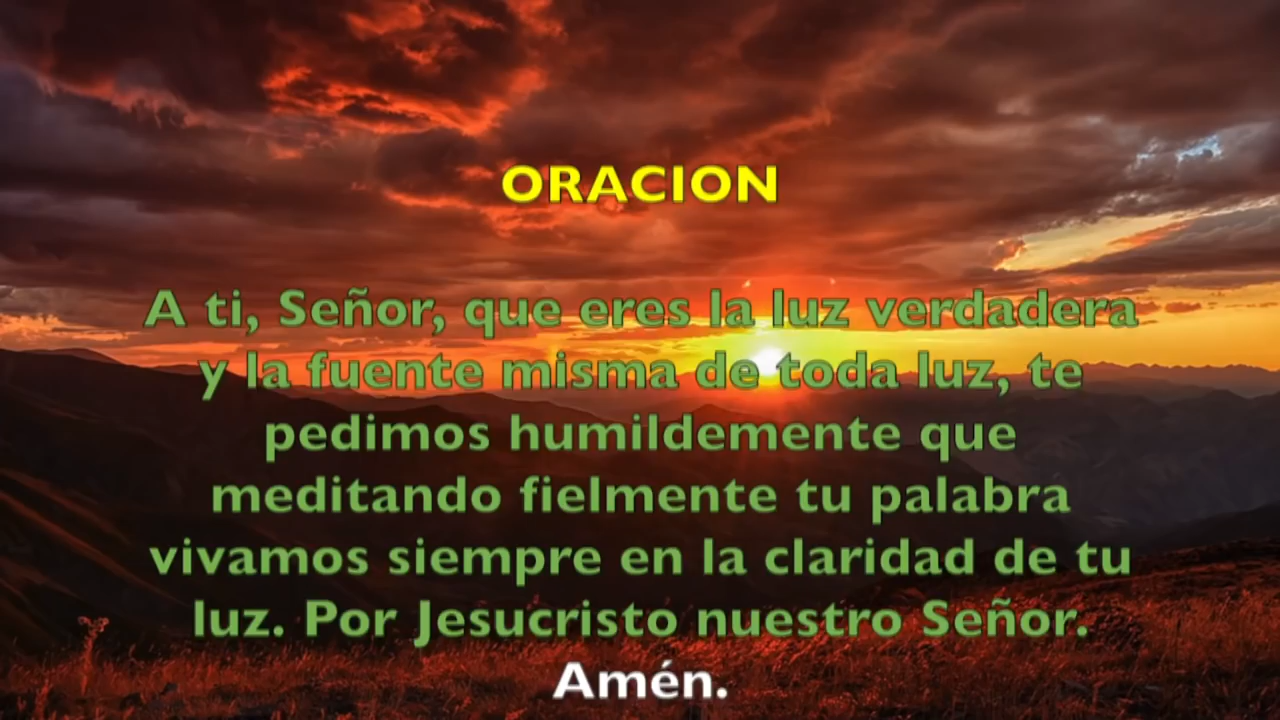 ORACION
A ti, Señor, que eres la luz verdadera
y la fuente misma de toda luz, te
pedimos humildemente que
meditando fielmente tu palabra
vivamos siempre en la claridad de tu
luz. Por Jesucristo nuestro Señor.
Amén.